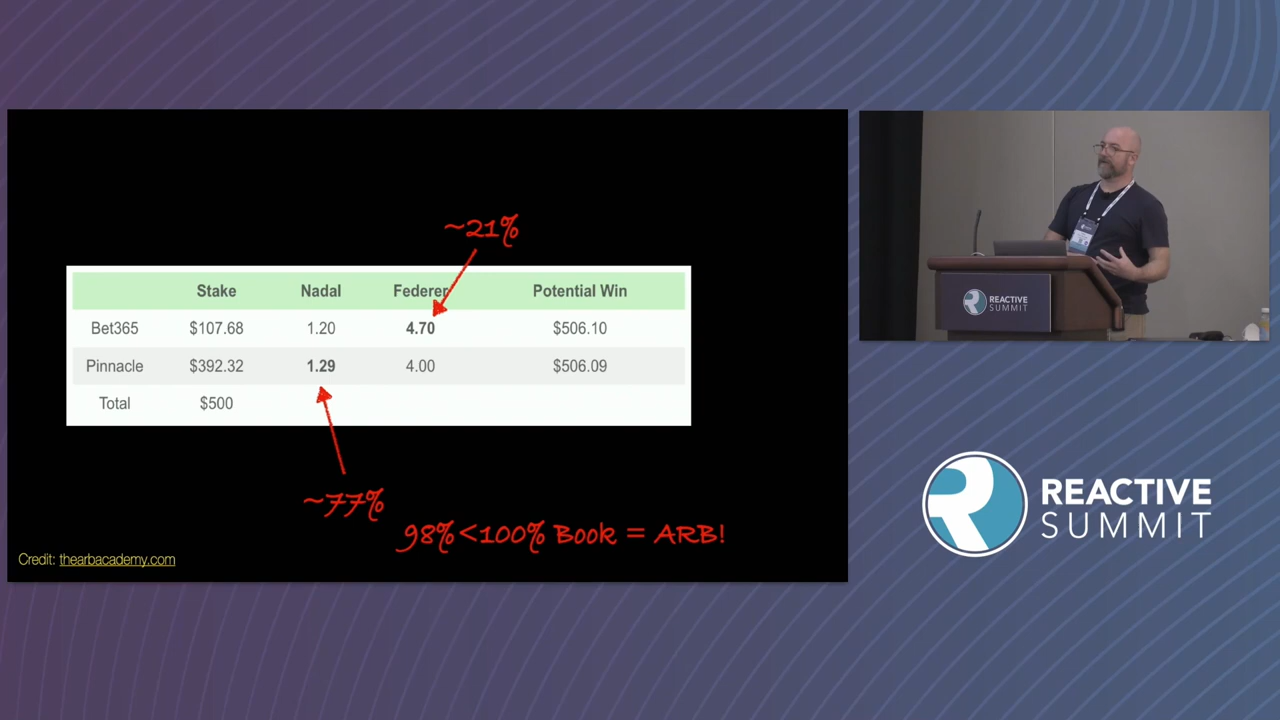 ~21%
Stake Nadal Federer Potential Win
Bet365 $107.68 1.20 4.70 $506.10
Pinnacle $392.32 1.29 4.00 $506.09
Total $500
~77%
98%<100% Book = ARB!
Credit: thearbacademy.com
REACTIVE
SUMMIT
REACTIVE
SUMMIT